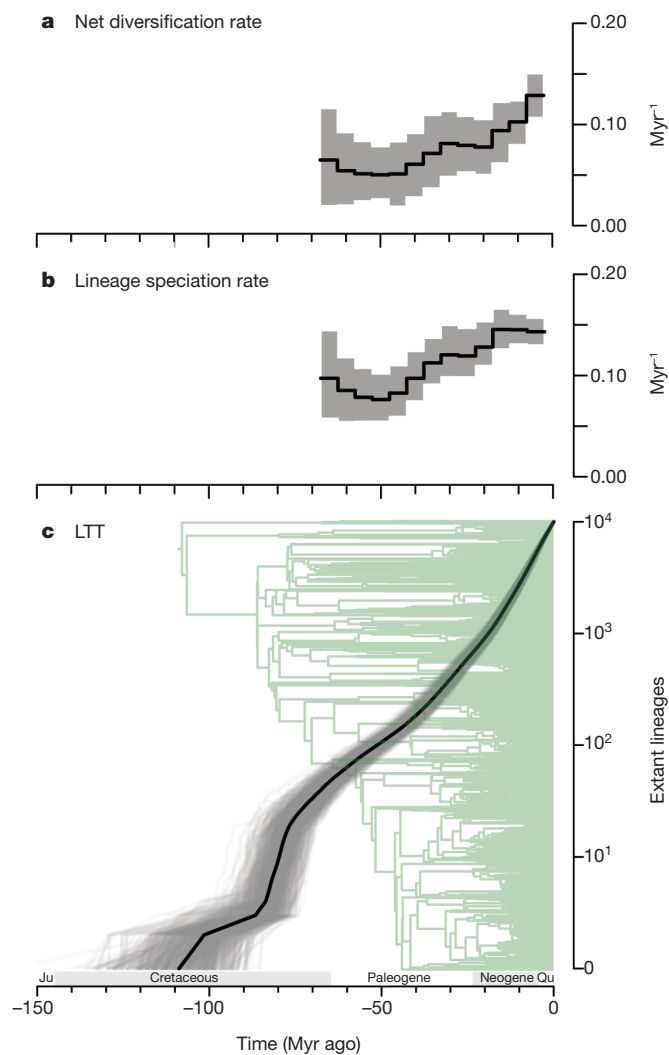 a Net diversification rate
0.20
0.10
0.00
Myr⁻¹
b Lineage speciation rate
0.20
0.10
0.00
Myr⁻¹
c LTT
10⁴
10³
10²
10¹
0
Extant lineages
Ju Cretaceous Paleogene Neogene Qu
−150 −100 −50 0
Time (Myr ago)